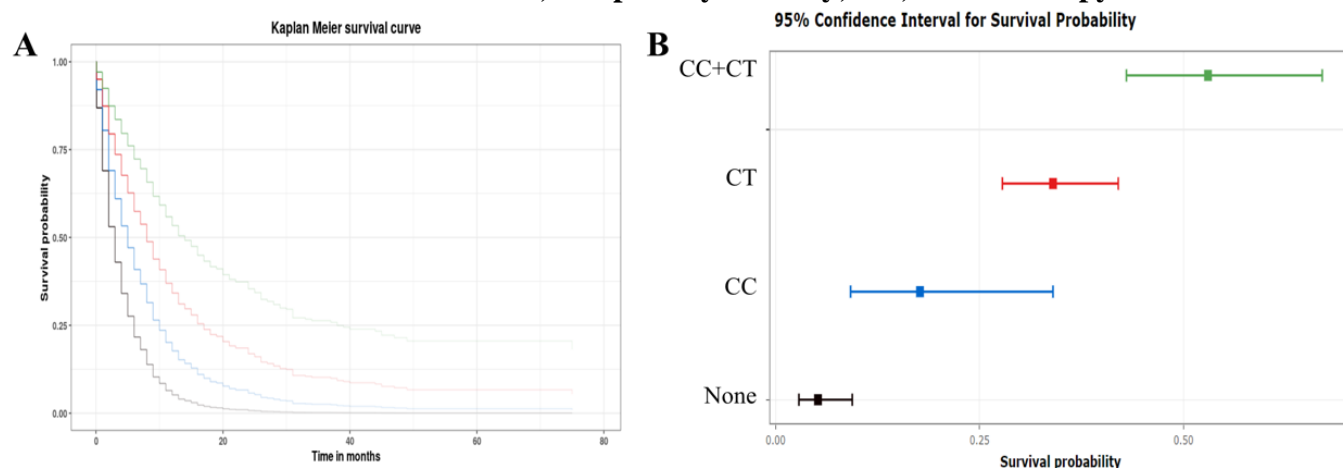 A
Kaplan Meier survival curve
Survival probability
1.00
0.75
0.50
0.25
0.00
0
20
40
60
80
Time in months
B
95% Confidence Interval for Survival Probability
CC+CT
CT
CC
None
0.00
0.25
0.50
Survival probability